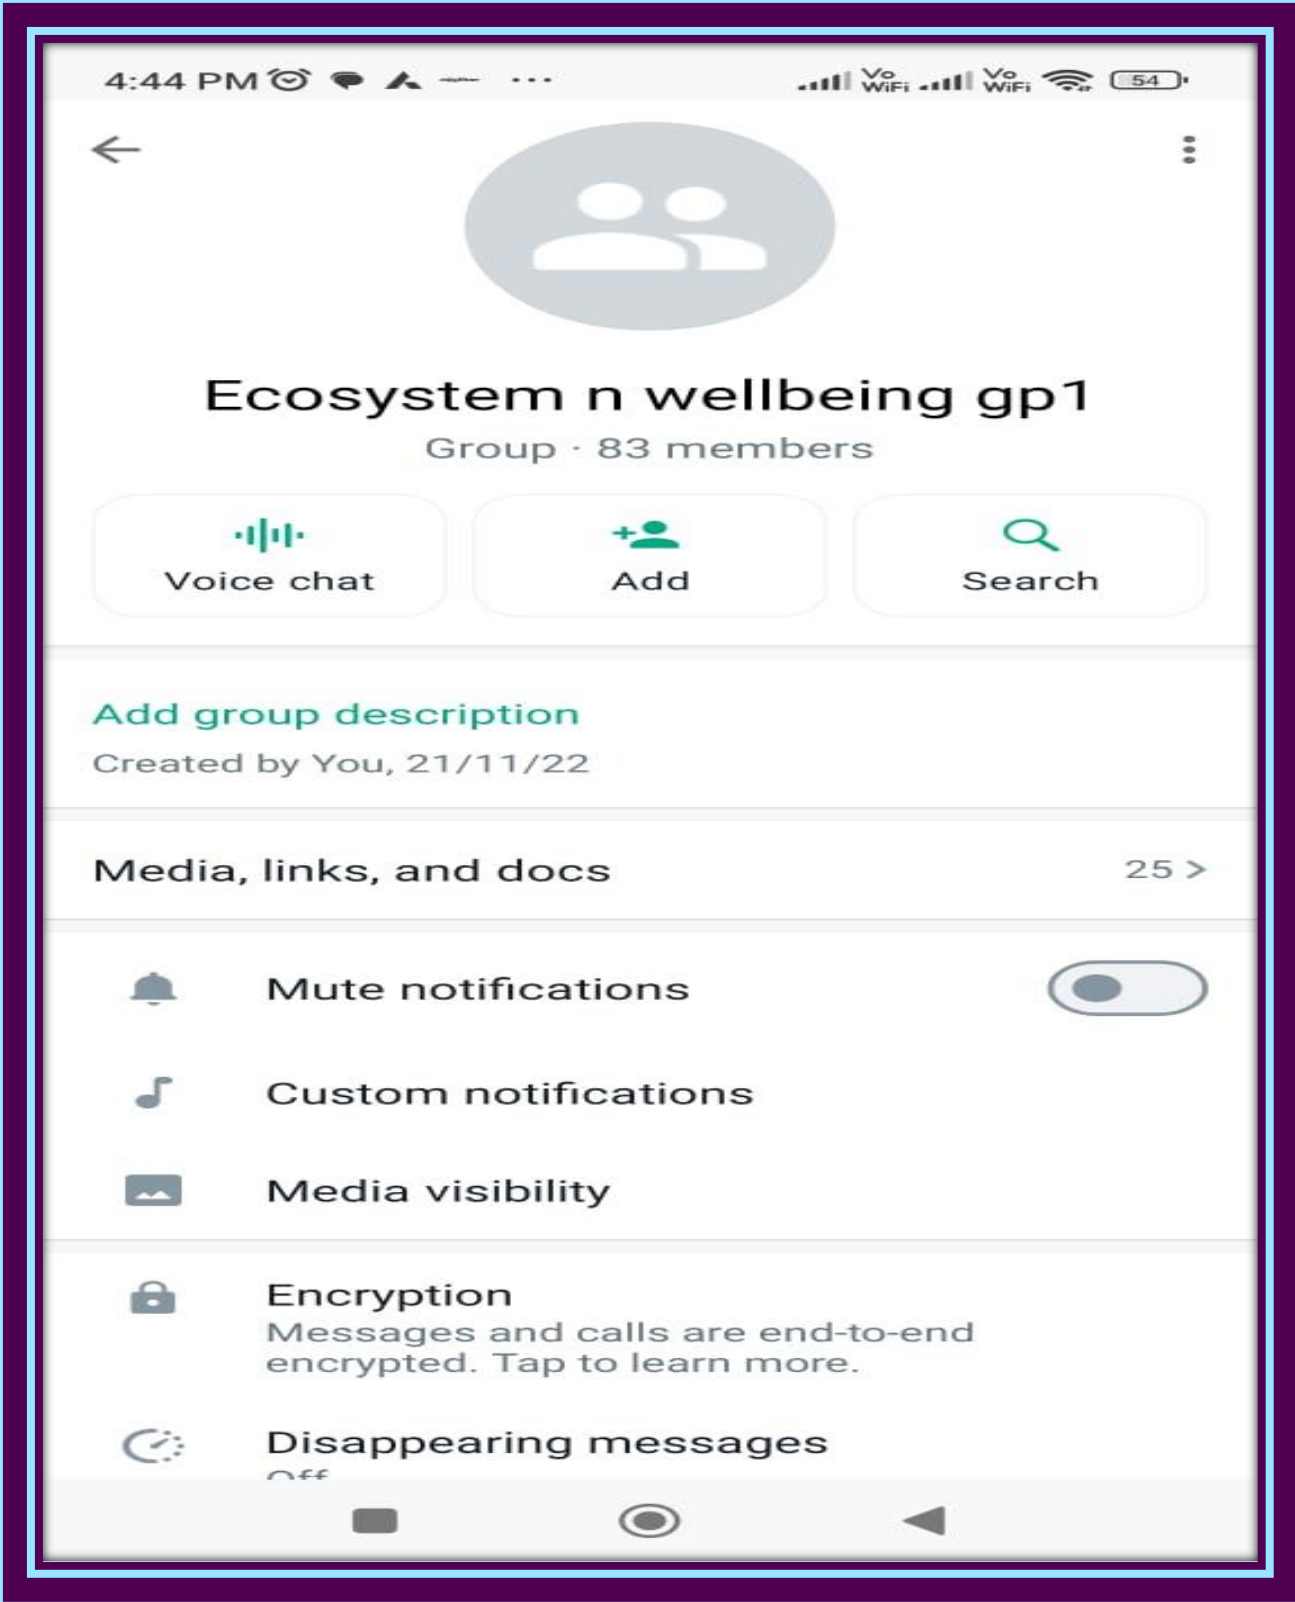 4:44 PM
Vo WiFi Vo WiFi 54
Ecosystem n wellbeing gp1
Group · 83 members
Voice chat Add Search
Add group description
Created by You, 21/11/22
Media, links, and docs 25 >
Mute notifications
Custom notifications
Media visibility
Encryption
Messages and calls are end-to-end
encrypted. Tap to learn more.
Disappearing messages
Off